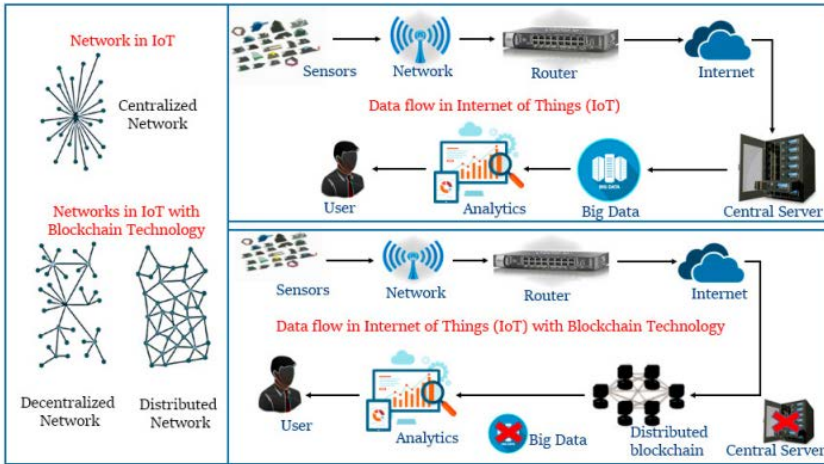 Network in IoT
Centralized
Network
Networks in IoT with
Blockchain Technology
Decentralized
Network
Distributed
Network
Sensors
Network
Router
Internet
Data flow in Internet of Things (IoT)
User
Analytics
BIG DATA
Big Data
Central Server
Sensors
Network
Router
Internet
Data flow in Internet of Things (IoT) with Blockchain Technology
User
Analytics
Big Data
Distributed
blockchain
Central Server